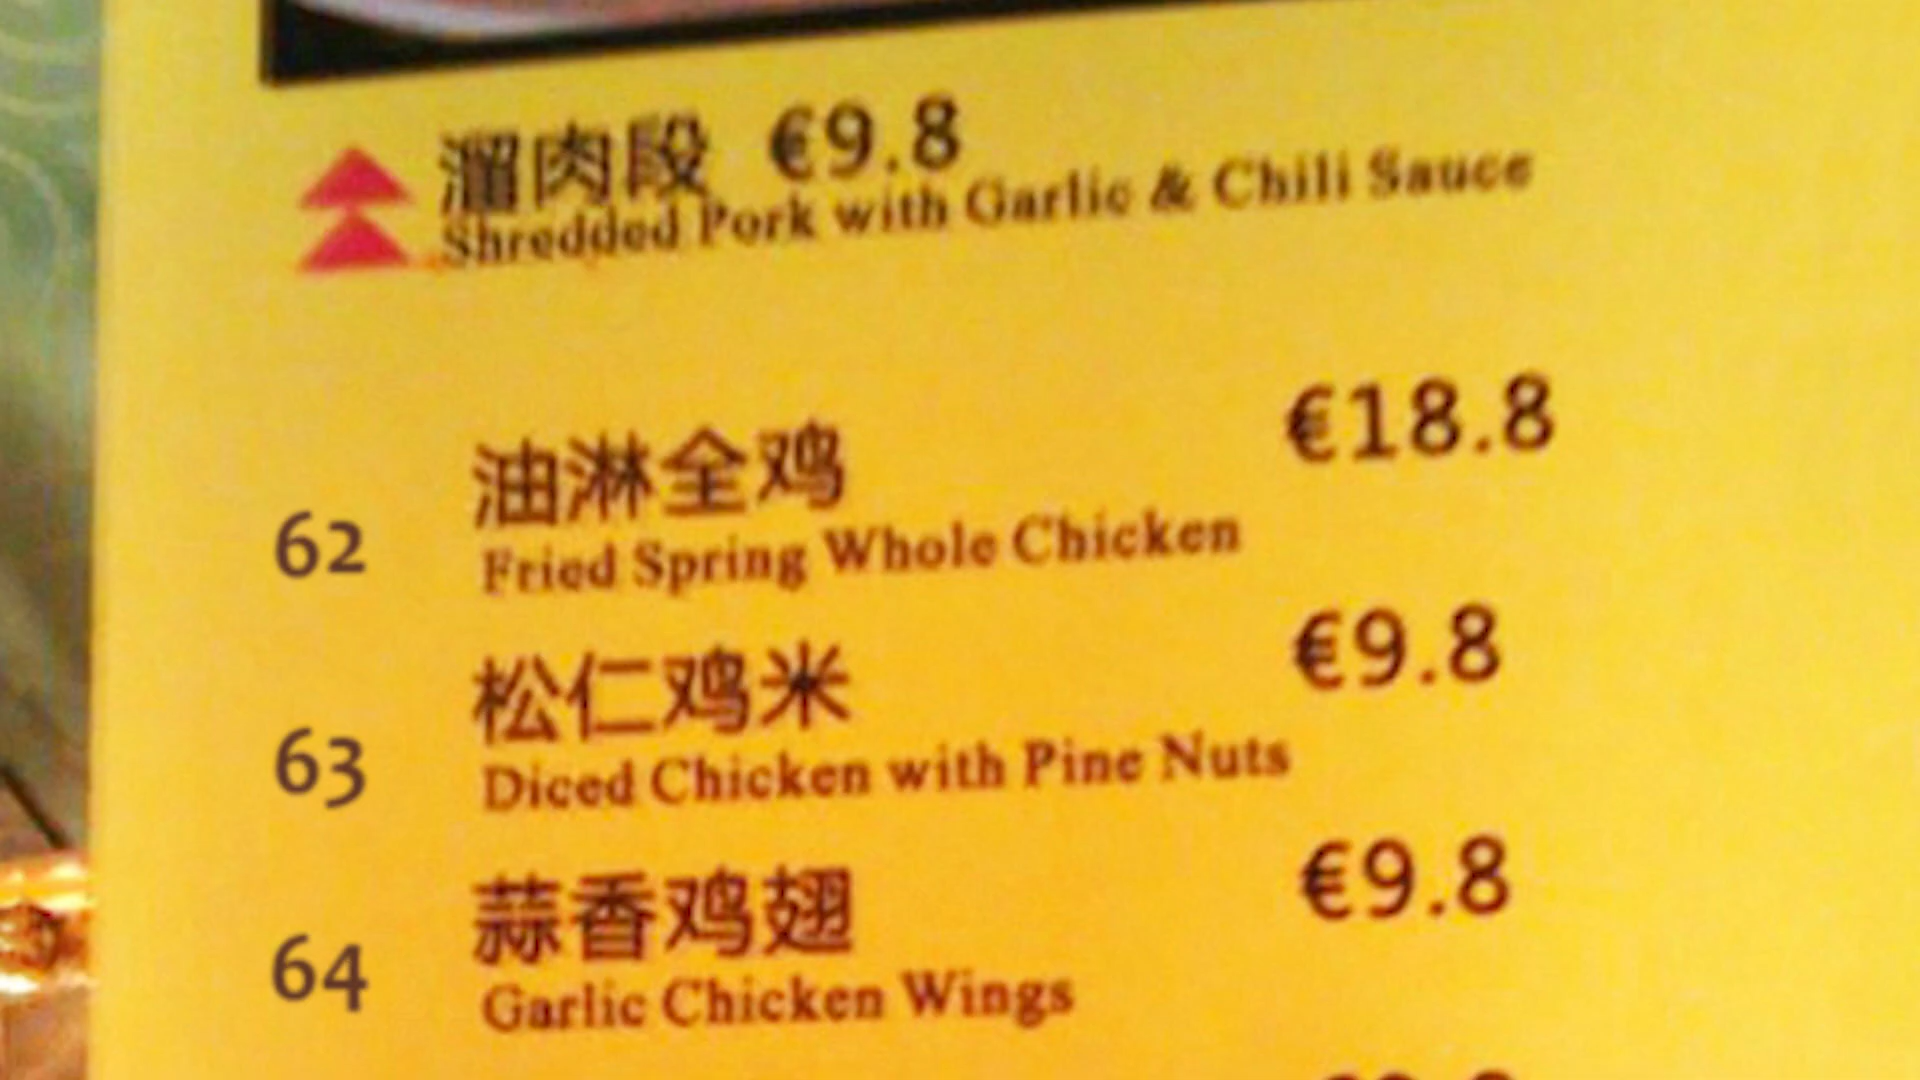 溜肉段 €9.8
Shredded Pork with Garlic & Chili Sauce
油淋全鸡 €18.8
62 Fried Spring Whole Chicken
松仁鸡米 €9.8
63 Diced Chicken with Pine Nuts
蒜香鸡翅 €9.8
64 Garlic Chicken Wings